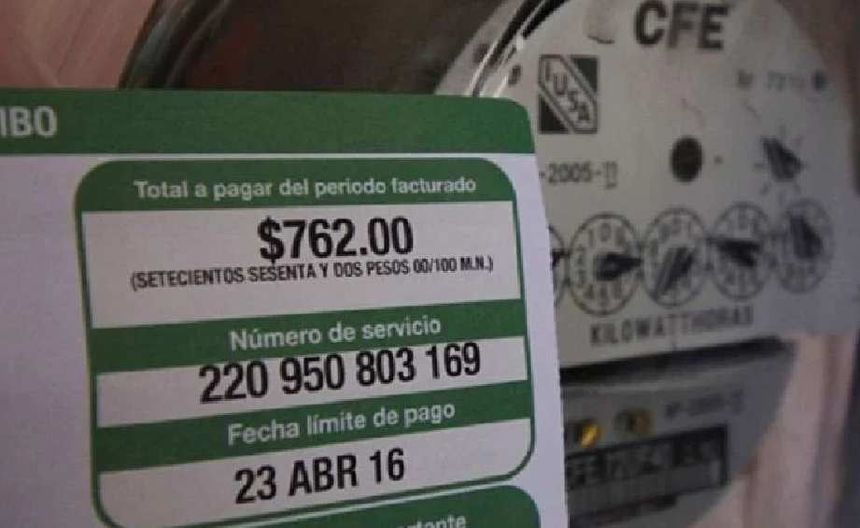 IBO
Total a pagar del periodo facturado
$762.00
(SETECIENTOS SESENTA Y DOS PESOS 00/100 M.N.)
Número de servicio
220 950 803 169
Fecha límite de pago
23 ABR 16
CFE
IUSA
KILOWATTHORAS